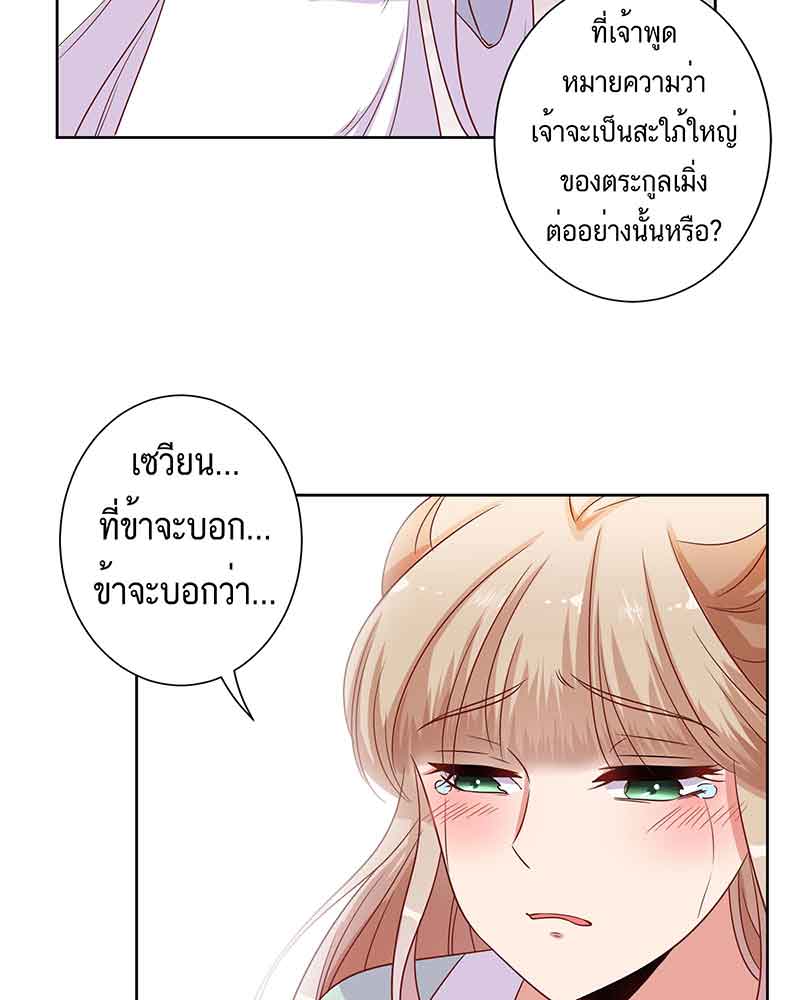 ที่เจ้าพูด
หมายความว่า
เจ้าจะเป็นสะใภ้ใหญ่
ของตระกูลเมิ่ง
ต่ออย่างนั้นหรือ?
เซวียน...
ที่ข้าจะบอก...
ข้าจะบอกว่า...